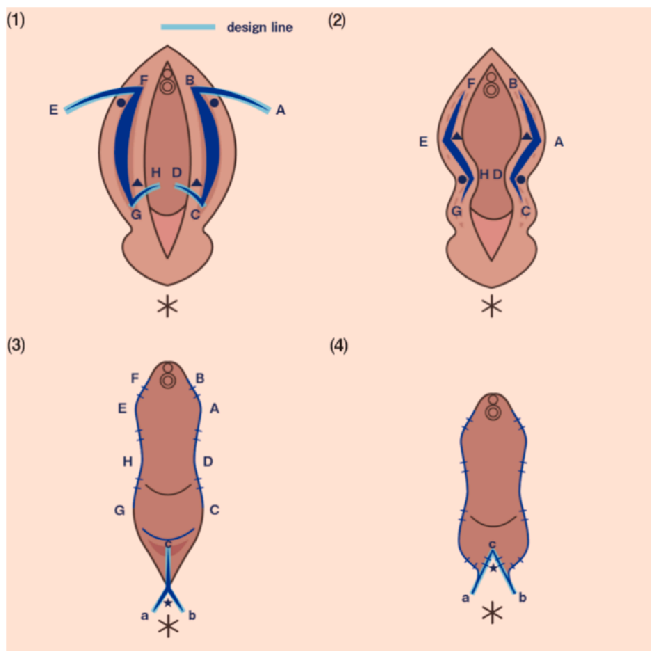 (1)
design line
F B
E A
H D
G C
(2)
F B
E A
H D
G C
(3)
F B
E A
H D
G C
c
a b
(4)
c
a b